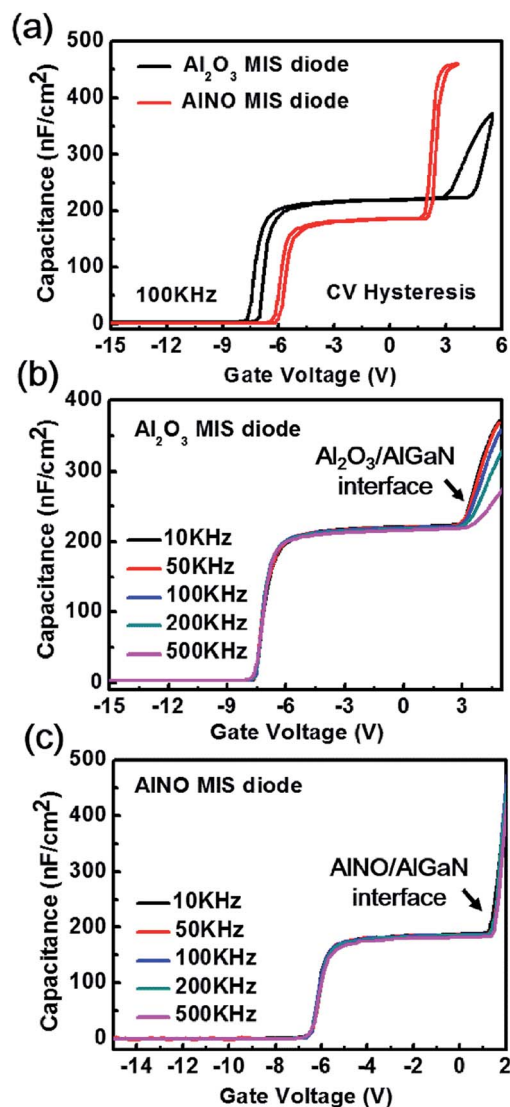 (a)
500
400
300
200
100
0
Capacitance (nF/cm²)
Al₂O₃ MIS diode
AlNO MIS diode
100KHz
CV Hysteresis
-15 -12 -9 -6 -3 0 3 6
Gate Voltage (V)
(b)
400
300
200
100
0
Capacitance (nF/cm²)
Al₂O₃ MIS diode
Al₂O₃/AlGaN
interface
10KHz
50KHz
100KHz
200KHz
500KHz
-15 -12 -9 -6 -3 0 3
Gate Voltage (V)
(c)
500
400
300
200
100
0
Capacitance (nF/cm²)
AlNO MIS diode
AlNO/AlGaN
interface
10KHz
50KHz
100KHz
200KHz
500KHz
-14 -12 -10 -8 -6 -4 -2 0 2
Gate Voltage (V)